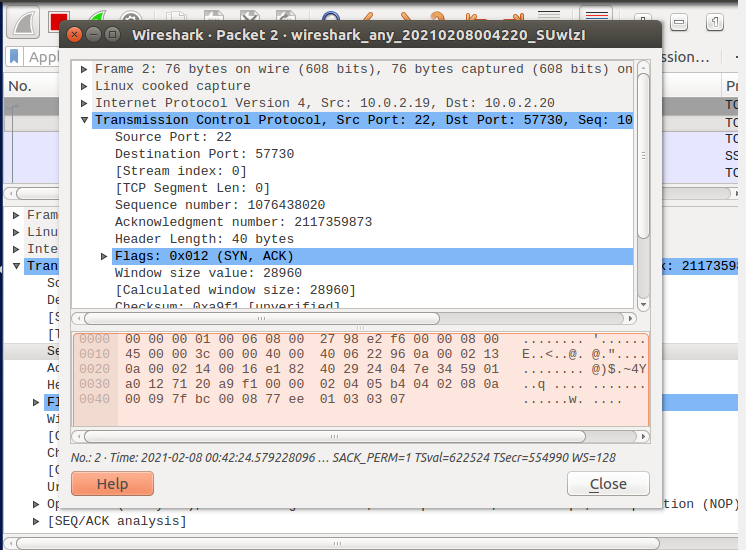 Wireshark · Packet 2 · wireshark_any_20210208004220_SUwlzI
Appl
ssion…
No.
Frame 2: 76 bytes on wire (608 bits), 76 bytes captured (608 bits) on
Linux cooked capture
Internet Protocol Version 4, Src: 10.0.2.19, Dst: 10.0.2.20
Transmission Control Protocol, Src Port: 22, Dst Port: 57730, Seq: 10
Source Port: 22
Destination Port: 57730
[Stream index: 0]
[TCP Segment Len: 0]
Sequence number: 1076438020
Acknowledgment number: 2117359873
Header Length: 40 bytes
Flags: 0x012 (SYN, ACK)
Window size value: 28960
[Calculated window size: 28960]
Checksum: 0xa9f1 [unverified]
0000 00 00 00 01 00 06 08 00 27 98 e2 f6 00 00 08 00 ........ '.......
0010 45 00 00 3c 00 00 40 00 40 06 22 96 0a 00 02 13 E..<..@. @.".....
0020 0a 00 02 14 00 16 e1 82 40 29 24 04 7e 34 59 01 ........ @)$.~4Y
0030 a0 12 71 20 a9 f1 00 00 02 04 05 b4 04 02 08 0a ..q .... ........
0040 00 09 7f bc 00 08 77 ee 01 03 03 07 ......w. ....
No.: 2 · Time: 2021-02-08 00:42:24.579228096 … SACK_PERM=1 TSval=622524 TSecr=554990 WS=128
Help
Close
Pr
TC
TC
TC
SS
TC
Fram
Linu
Inte
Tran
k: 21173598
So
De
[S
[T
Se
Ac
He
Fl
Wi
[C
Ch
[C
Ur
Op
tion (NOP)
[SEQ/ACK analysis]